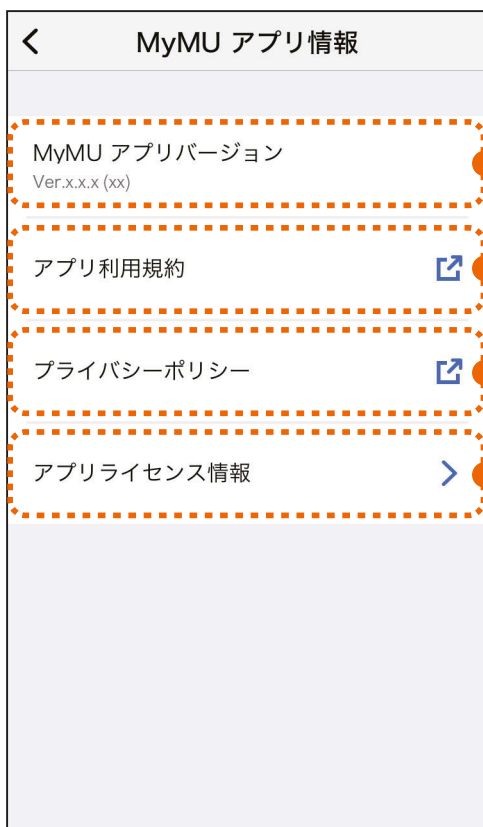 MyMU アプリ情報
MyMU アプリバージョン
Ver.x.x.x (xx)
アプリ利用規約
プライバシーポリシー
アプリライセンス情報